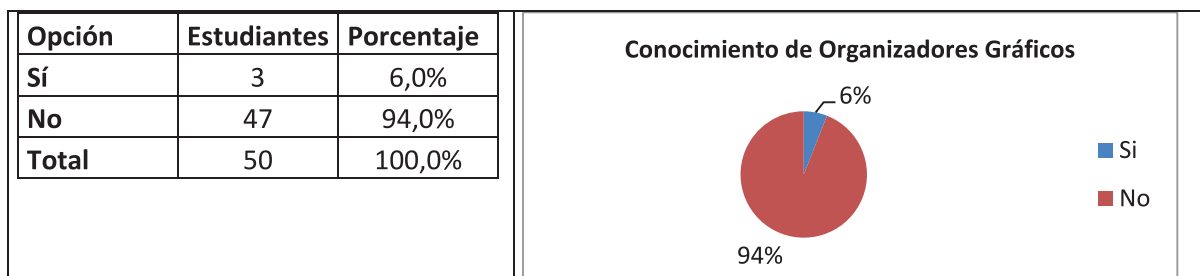 Opción Estudiantes Porcentaje
Sí 3 6,0%
No 47 94,0%
Total 50 100,0%
Conocimiento de Organizadores Gráficos
6%
94%
Si
No